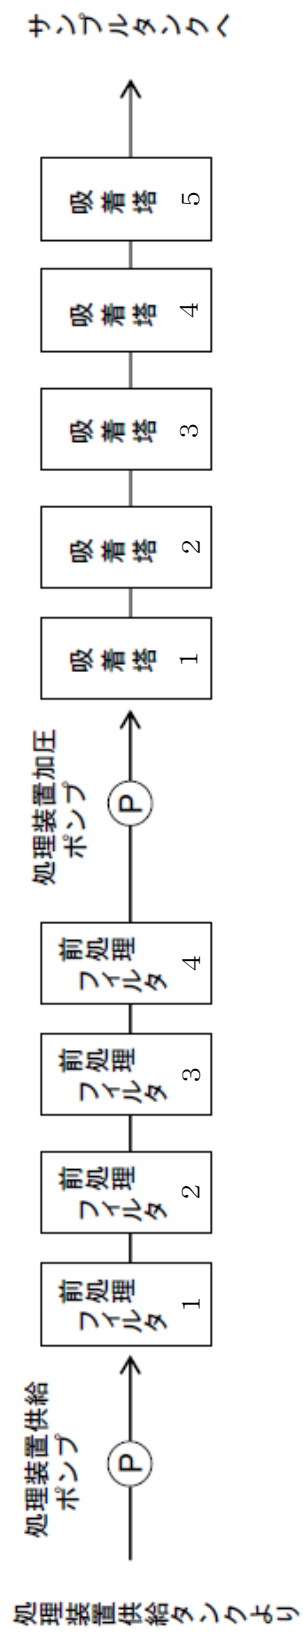 処理装置供給タンクより
処理装置供給
ポンプ
P
前処理
フィルタ
1
前処理
フィルタ
2
前処理
フィルタ
3
前処理
フィルタ
4
処理装置加圧
ポンプ
P
吸着塔
1
吸着塔
2
吸着塔
3
吸着塔
4
吸着塔
5
サンプルタンクへ